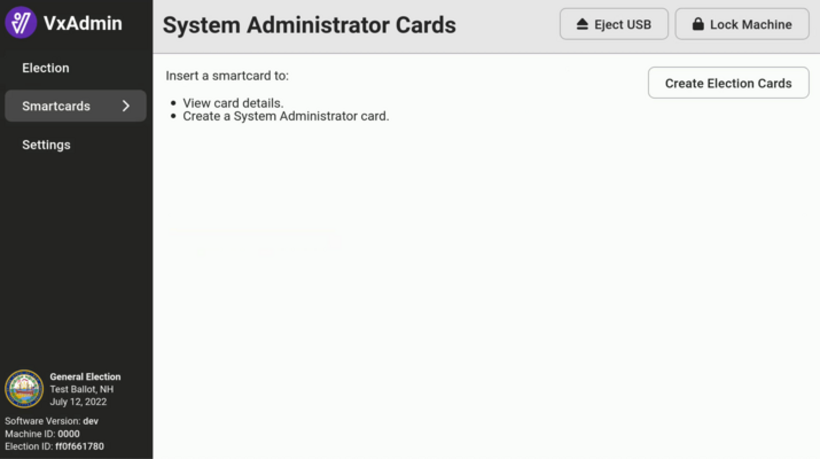 VxAdmin
Election
Smartcards
Settings
General Election
Test Ballot, NH
July 12, 2022
Software Version: dev
Machine ID: 0000
Election ID: ff0f661780
System Administrator Cards
Eject USB
Lock Machine
Insert a smartcard to:
• View card details.
• Create a System Administrator card.
Create Election Cards